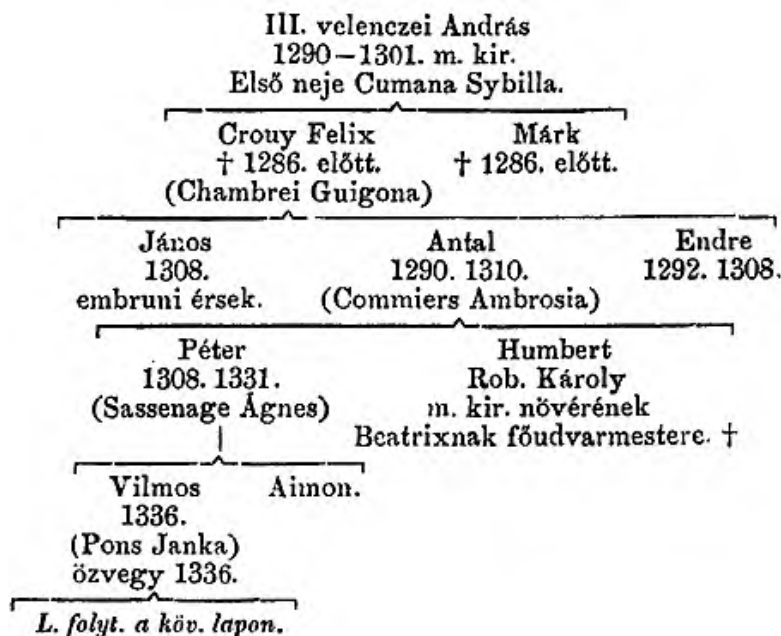 III. velenczei András
1290–1301. m. kir.
Első neje Cumana Sybilla.
Crouy Felix Márk
† 1286. előtt. † 1286. előtt.
(Chambrei Guigona)
János Antal Endre
1308. 1290. 1310. 1292. 1308.
embruni érsek. (Commiers Ambrosia)
Péter Humbert
1308. 1331. Rob. Károly
(Sassenage Ágnes) m. kir. növérének
Beatrixnak főudvarmestere. †
Vilmos Aimon.
1336.
(Pons Janka)
özvegy 1336.
L. folyt. a köv. lapon.